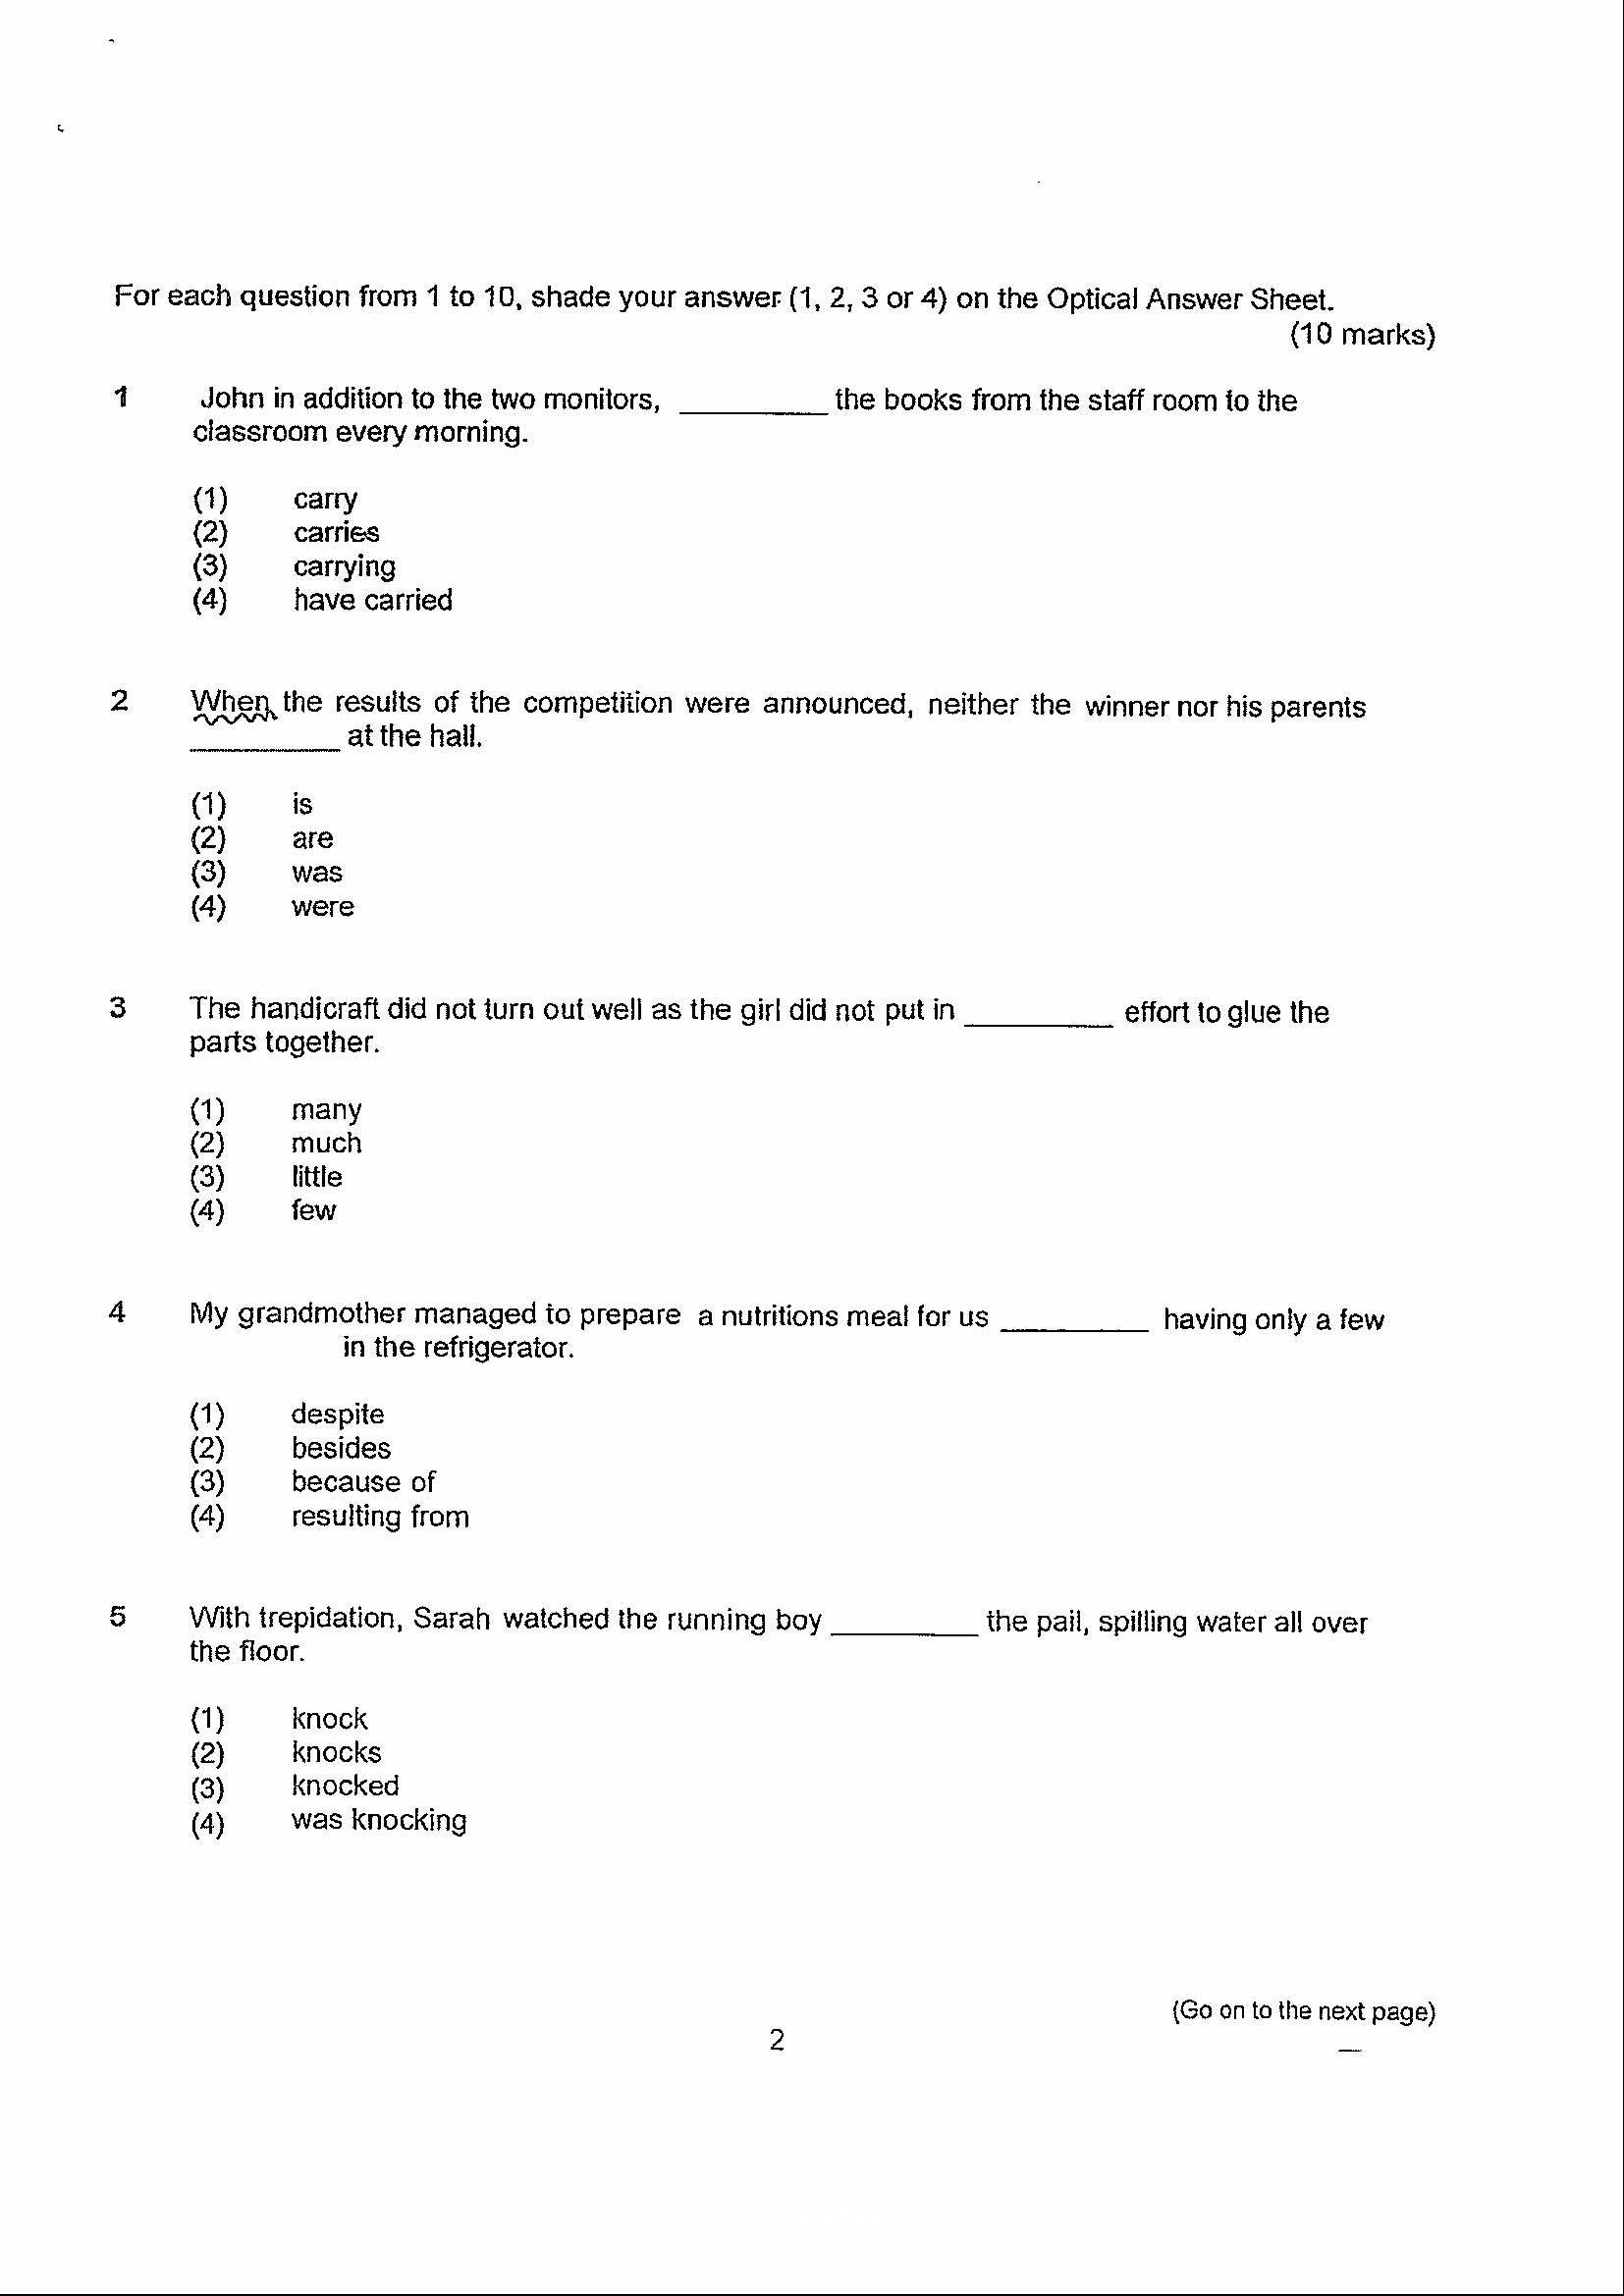 For each question from 1 to 10, shade your answer (1, 2, 3 or 4) on the Optical Answer Sheet.
(10 marks)
1 John in addition to the two monitors, __________ the books from the staff room to the
classroom every morning.
(1) carry
(2) carries
(3) carrying
(4) have carried
2 When the results of the competition were announced, neither the winner nor his parents
__________ at the hall.
(1) is
(2) are
(3) was
(4) were
3 The handicraft did not turn out well as the girl did not put in __________ effort to glue the
parts together.
(1) many
(2) much
(3) little
(4) few
4 My grandmother managed to prepare a nutritions meal for us __________ having only a few
in the refrigerator.
(1) despite
(2) besides
(3) because of
(4) resulting from
5 With trepidation, Sarah watched the running boy __________ the pail, spilling water all over
the floor.
(1) knock
(2) knocks
(3) knocked
(4) was knocking
(Go on to the next page)
2